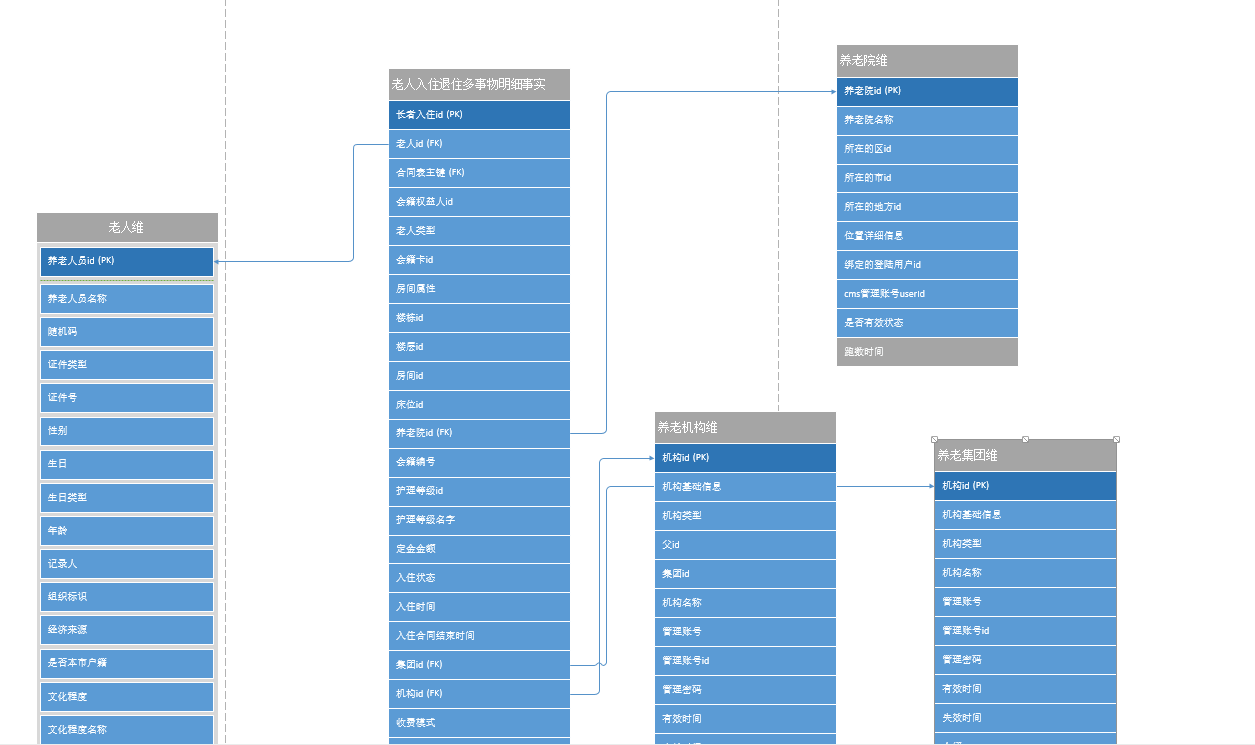 老人维
养老人员id (PK)
养老人员名称
随机码
证件类型
证件号
性别
生日
生日类型
年龄
记录人
组织标识
经济来源
是否本市户籍
文化程度
文化程度名称
老人入住退住多事物明细事实
长者入住id (PK)
老人id (FK)
合同表主键 (FK)
会籍权益人id
老人类型
会籍卡id
房间属性
楼栋id
楼层id
房间id
床位id
养老院id (FK)
会籍编号
护理等级id
护理等级名字
定金金额
入住状态
入住时间
入住合同结束时间
集团id (FK)
机构id (FK)
收费模式
养老院维
养老院id (PK)
养老院名称
所在的区id
所在的市id
所在的地方id
位置详细信息
绑定的登陆用户id
cms管理账号userid
是否有效状态
跑数时间
养老机构维
机构id (PK)
机构基础信息
机构类型
父id
集团id
机构名称
管理账号
管理账号id
管理密码
有效时间
养老集团维
机构id (PK)
机构基础信息
机构类型
机构名称
管理账号
管理账号id
管理密码
有效时间
失效时间